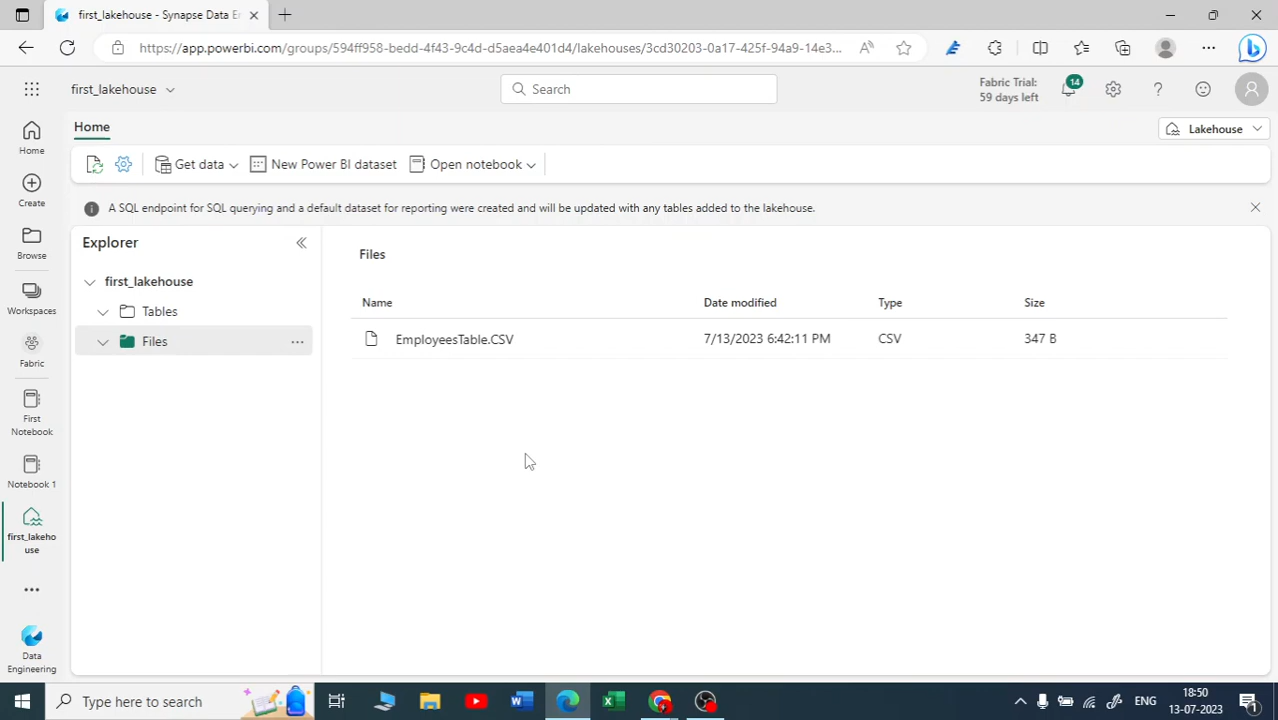 first_lakehouse - Synapse Data E
https://app.powerbi.com/groups/594ff958-bedd-4f43-9c4d-d5aea4e401d4/lakehouses/3cd30203-0a17-425f-94a9-14e3...
first_lakehouse
Search
Fabric Trial:
59 days left
14
Home
Lakehouse
Get data
New Power BI dataset
Open notebook
A SQL endpoint for SQL querying and a default dataset for reporting were created and will be updated with any tables added to the lakehouse.
Home
Create
Browse
Workspaces
Fabric
First
Notebook
Notebook 1
first_lakeho
use
Data
Engineering
Explorer
first_lakehouse
Tables
Files
Files
Name Date modified Type Size
EmployeesTable.CSV 7/13/2023 6:42:11 PM CSV 347 B
Type here to search
ENG
18:50
13-07-2023
1